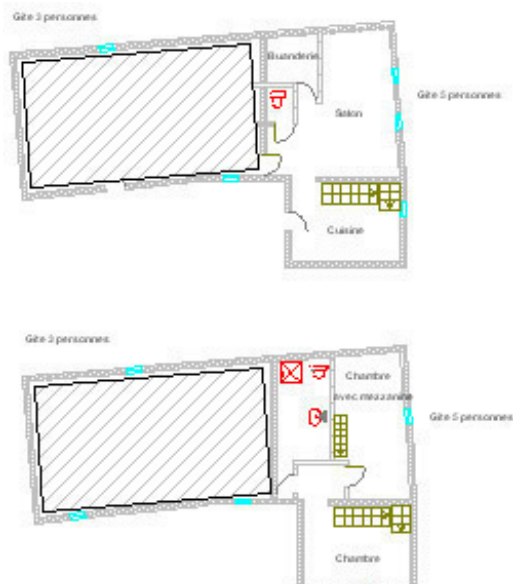 Gite 3 personnes
Buanderie
Gite 5 personnes
Salon
Cuisine
Gite 3 personnes
Chambre
avec mezzanine
Gite 5 personnes
Chambre